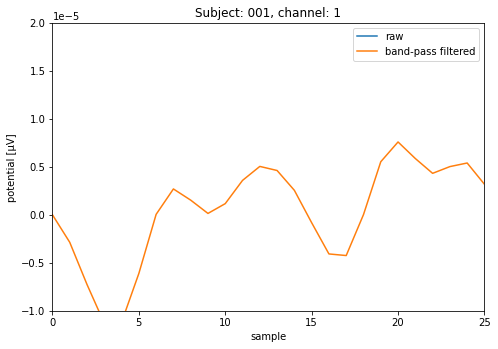 Subject: 001, channel: 1
1e−5
2.0
1.5
1.0
0.5
0.0
−0.5
−1.0
potential [µV]
raw
band-pass filtered
0 5 10 15 20 25
sample